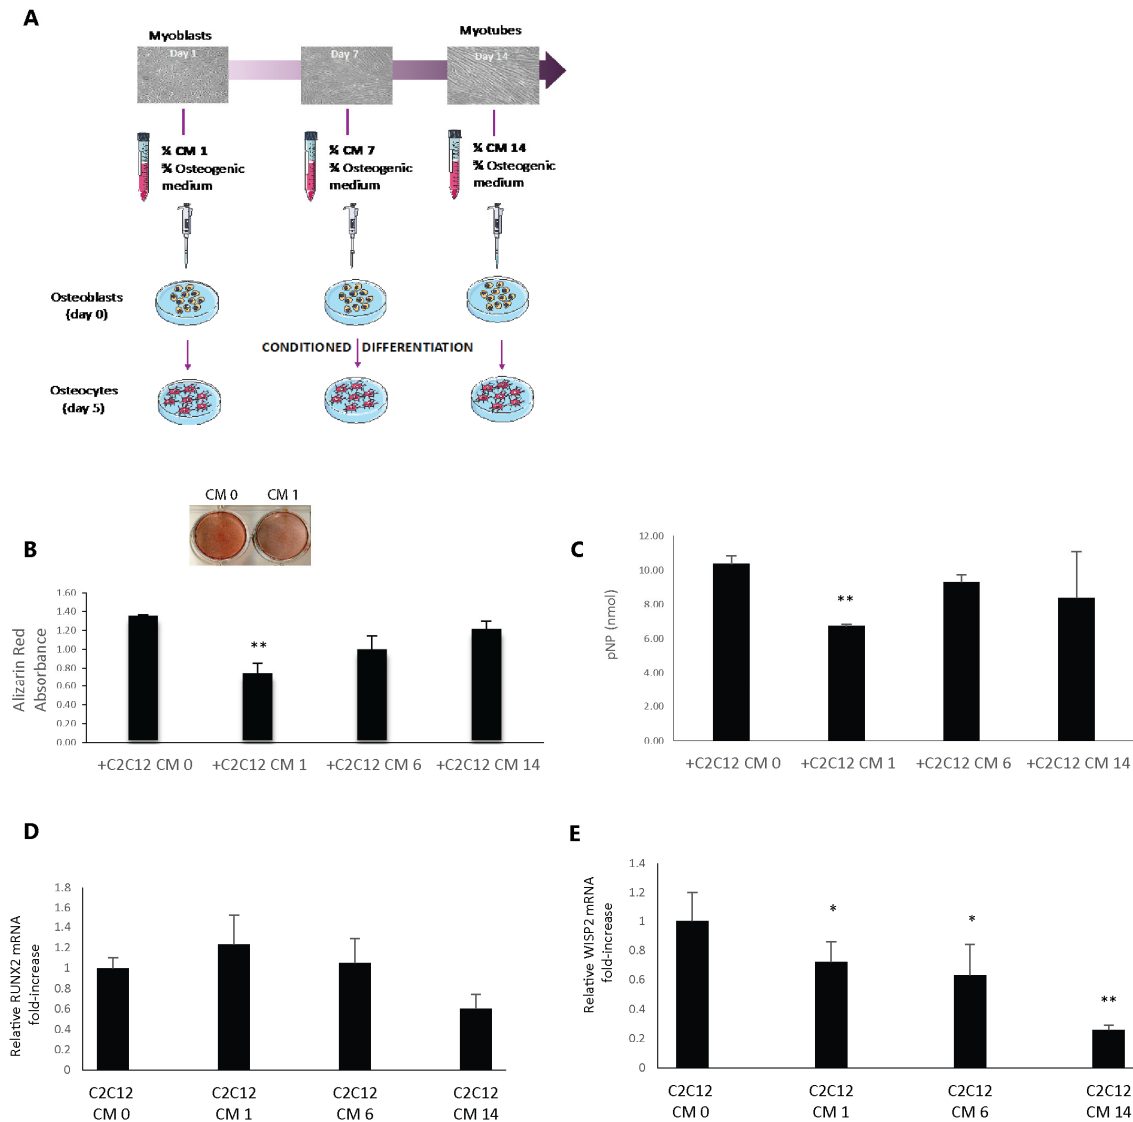 A
Myoblasts
Myotubes
Day 1
Day 7
Day 14
CM 1
Osteogenic
medium
CM 7
Osteogenic
medium
CM 14
Osteogenic
medium
Osteoblasts
(day 0)
CONDITIONED DIFFERENTIATION
Osteocytes
(day 5)
CM 0 CM 1
B
1.60
1.40
1.20
1.00
0.80
0.60
0.40
0.20
0.00
Alizarin Red
Absorbance
**
+C2C12 CM 0 +C2C12 CM 1 +C2C12 CM 6 +C2C12 CM 14
C
12.00
10.00
8.00
6.00
4.00
2.00
0.00
pNP (nmol)
**
+C2C12 CM 0 +C2C12 CM 1 +C2C12 CM 6 +C2C12 CM 14
D
1.8
1.6
1.4
1.2
1
0.8
0.6
0.4
0.2
0
Relative RUNX2 mRNA
fold-increase
C2C12 C2C12 C2C12 C2C12
CM 0 CM 1 CM 6 CM 14
E
1.4
1.2
1
0.8
0.6
0.4
0.2
0
Relative WISP2 mRNA
fold-increase
*
*
**
C2C12 C2C12 C2C12 C2C12
CM 0 CM 1 CM 6 CM 14